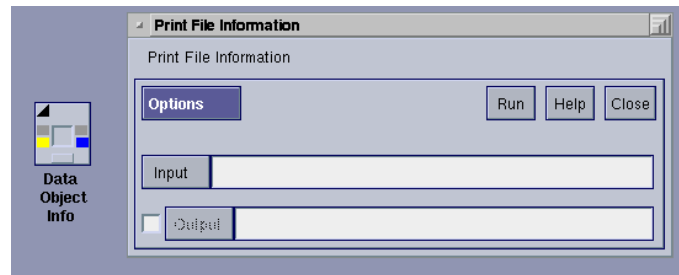 Print File Information
Print File Information
Options
Run
Help
Close
Input
Output
Data
Object
Info